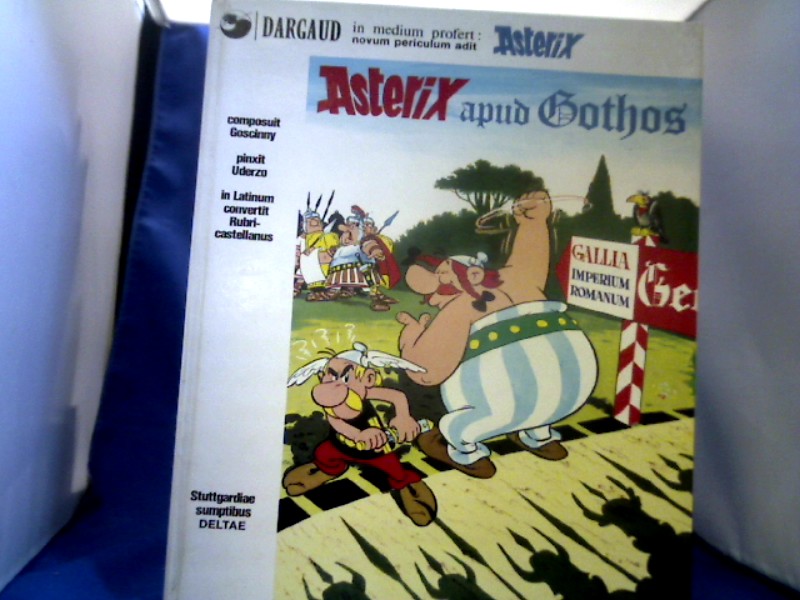 DARGAUD in medium profert:
novum periculum adit Asterix
Asterix apud Gothos
composuit
Goscinny
pinxit
Uderzo
in Latinum
convertit
Rubri-
castellanus
GALLIA
IMPERIUM
ROMANUM
Ger
Stuttgardiae
sumptibus
DELTAE